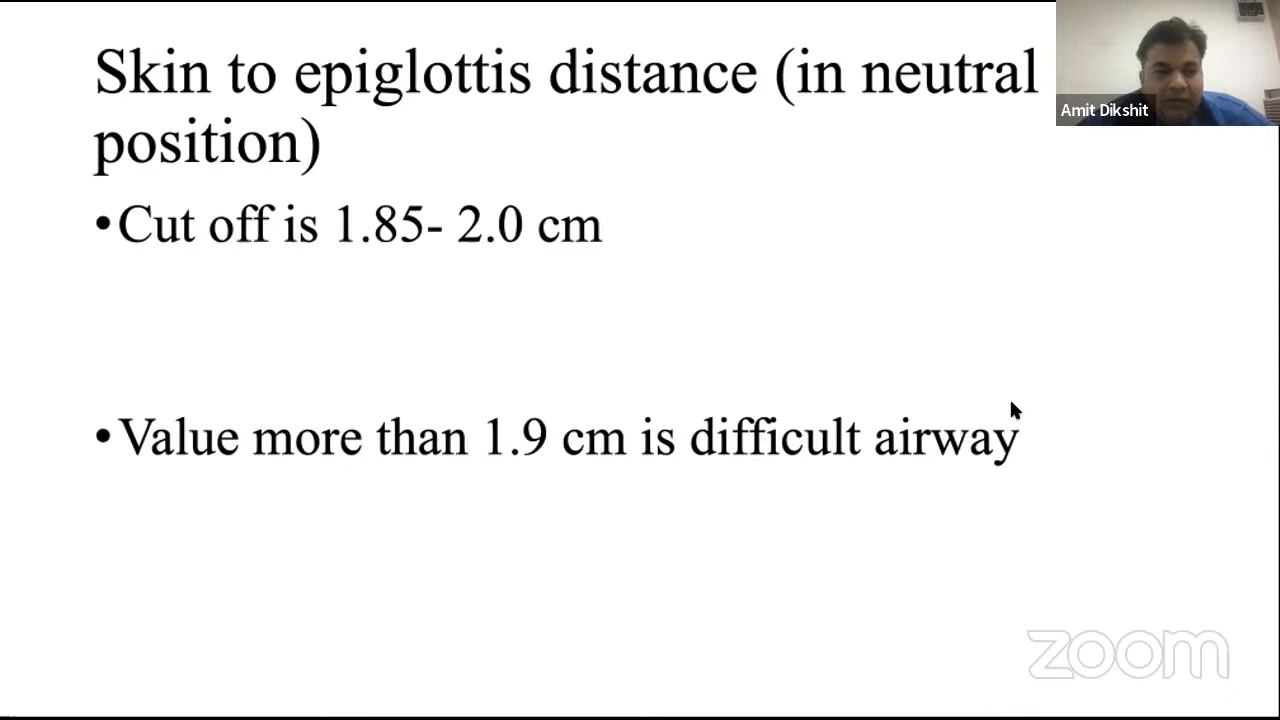 Skin to epiglottis distance (in neutral
position)
•Cut off is 1.85- 2.0 cm
•Value more than 1.9 cm is difficult airway
Amit Dikshit
zoom